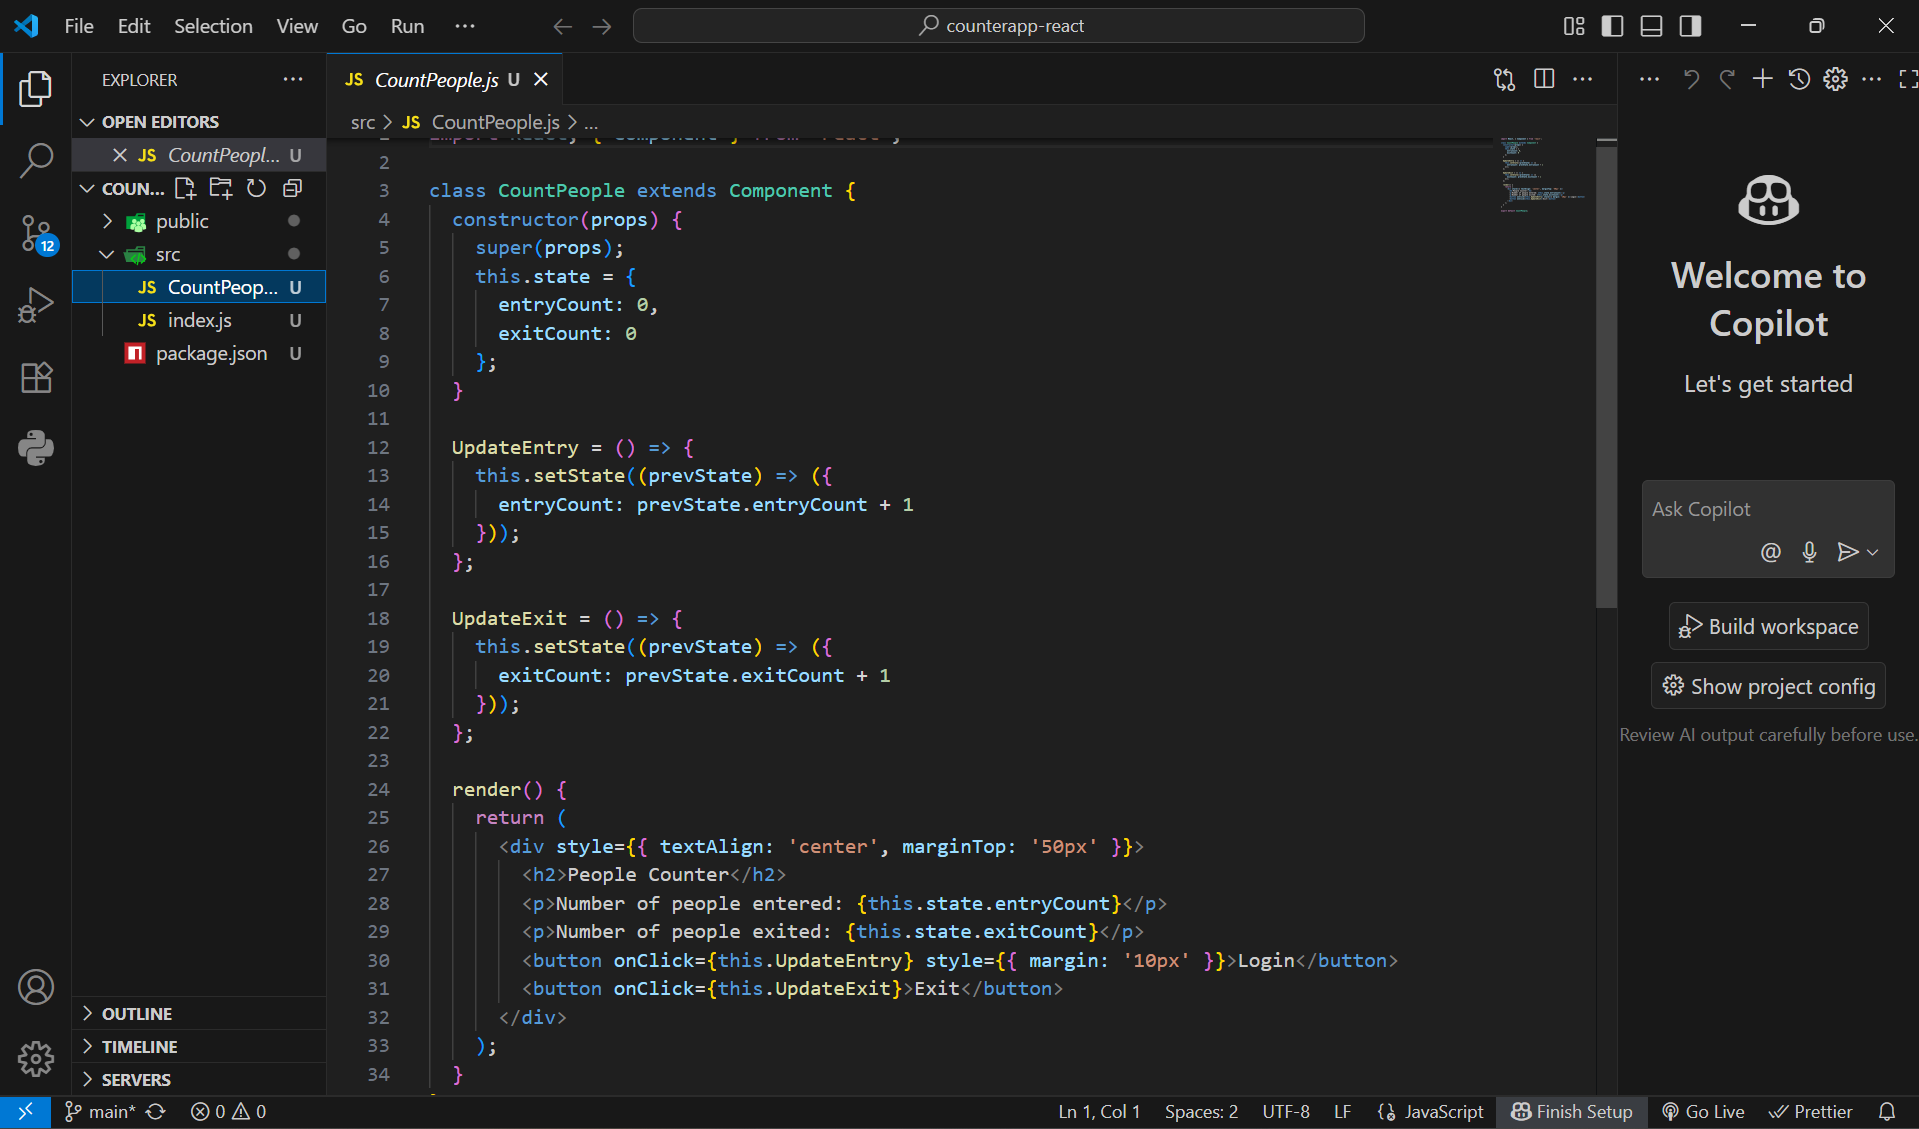 File Edit Selection View Go Run ...
counterapp-react
EXPLORER
OPEN EDITORS
JS CountPeopl... U
COUN...
public
src
JS CountPeop... U
JS index.js U
package.json U
12
OUTLINE
TIMELINE
SERVERS
JS CountPeople.js U
src > JS CountPeople.js > ...
2
3 class CountPeople extends Component {
4 constructor(props) {
5 super(props);
6 this.state = {
7 entryCount: 0,
8 exitCount: 0
9 };
10 }
11
12 UpdateEntry = () => {
13 this.setState((prevState) => ({
14 entryCount: prevState.entryCount + 1
15 }));
16 };
17
18 UpdateExit = () => {
19 this.setState((prevState) => ({
20 exitCount: prevState.exitCount + 1
21 }));
22 };
23
24 render() {
25 return (
26 <div style={{ textAlign: 'center', marginTop: '50px' }}>
27 <h2>People Counter</h2>
28 <p>Number of people entered: {this.state.entryCount}</p>
29 <p>Number of people exited: {this.state.exitCount}</p>
30 <button onClick={this.UpdateEntry} style={{ margin: '10px' }}>Login</button>
31 <button onClick={this.UpdateExit}>Exit</button>
32 </div>
33 );
34 }
Welcome to
Copilot
Let's get started
Ask Copilot
Build workspace
Show project config
Review AI output carefully before use.
main* 0 0 Ln 1, Col 1 Spaces: 2 UTF-8 LF JavaScript Finish Setup Go Live Prettier